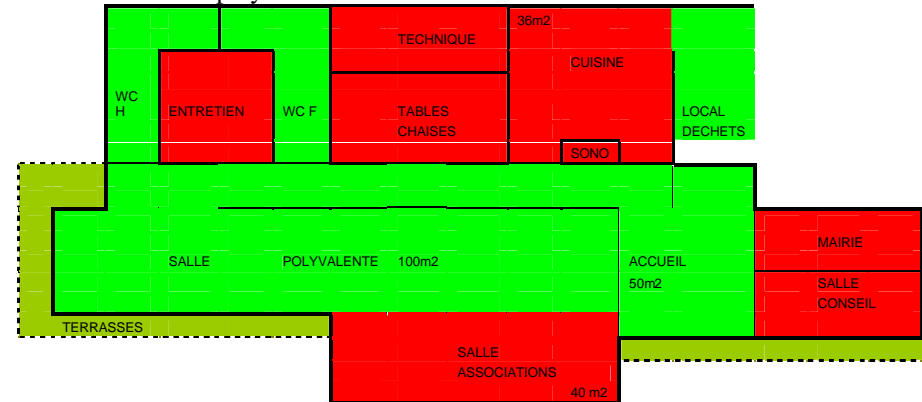 36m2
TECHNIQUE
CUISINE
WC
H
ENTRETIEN
WC F
TABLES
CHAISES
LOCAL
DECHETS
SONO
MAIRIE
SALLE POLYVALENTE 100m2
ACCUEIL
50m2
SALLE
CONSEIL
TERRASSES
SALLE
ASSOCIATIONS
40 m2